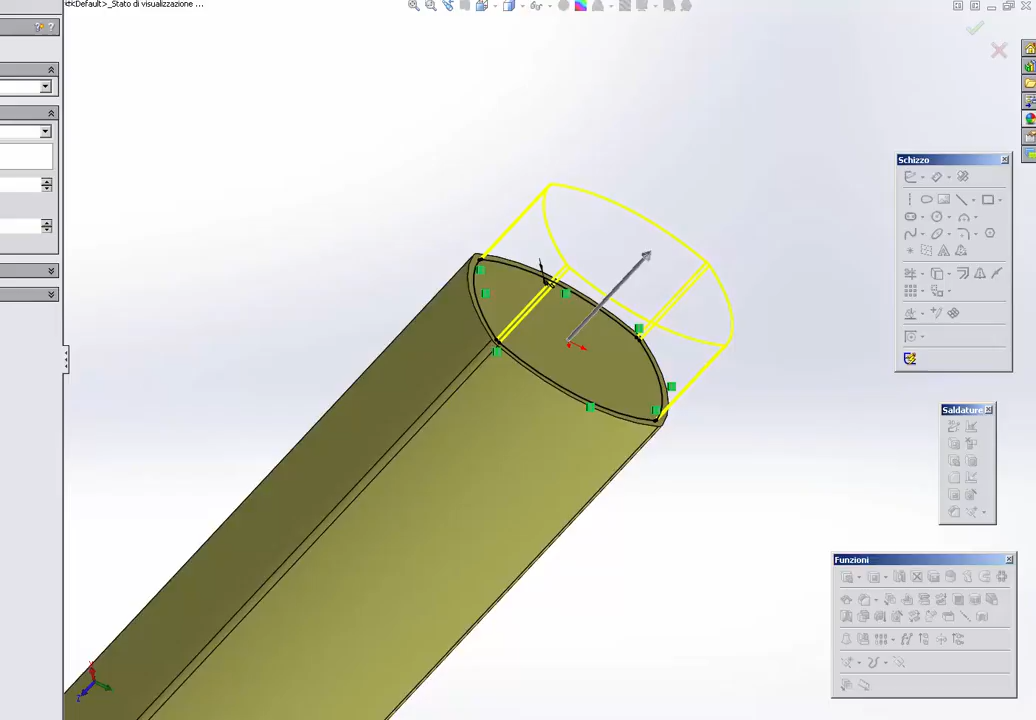 <Default>_Stato di visualizzazione ...
Schizzo
Saldature
Funzioni